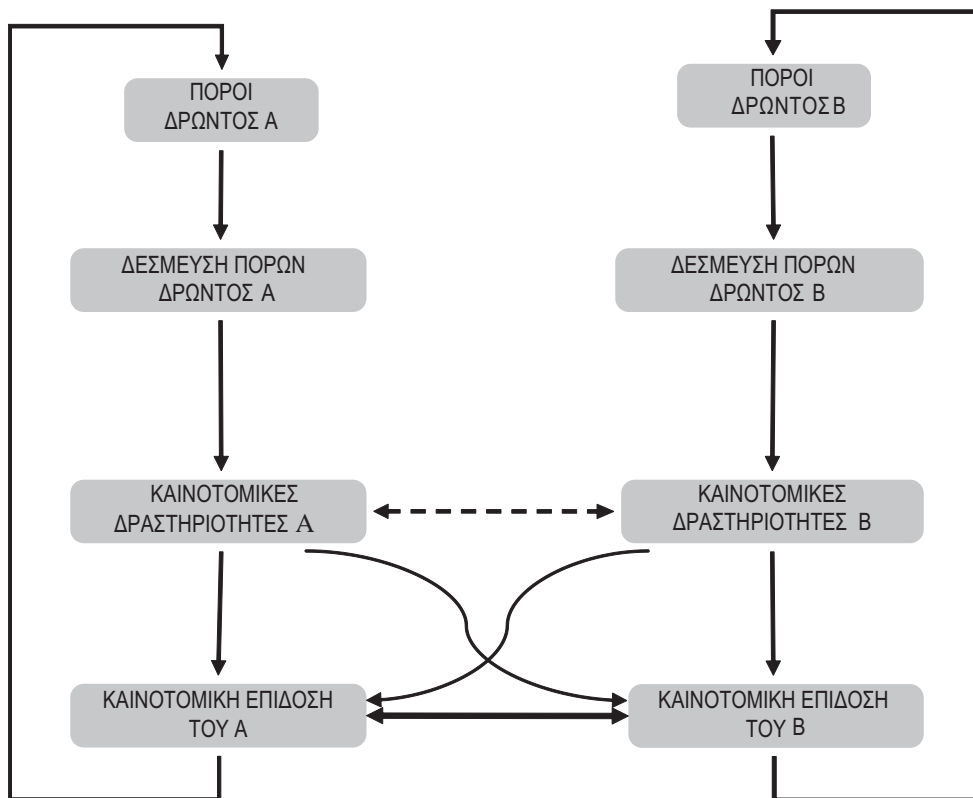 ΠΟΡΟΙ
ΔΡΩΝΤΟΣ Α
ΠΟΡΟΙ
ΔΡΩΝΤΟΣ Β
ΔΕΣΜΕΥΣΗ ΠΟΡΩΝ
ΔΡΩΝΤΟΣ Α
ΔΕΣΜΕΥΣΗ ΠΟΡΩΝ
ΔΡΩΝΤΟΣ Β
ΚΑΙΝΟΤΟΜΙΚΕΣ
ΔΡΑΣΤΗΡΙΟΤΗΤΕΣ Α
ΚΑΙΝΟΤΟΜΙΚΕΣ
ΔΡΑΣΤΗΡΙΟΤΗΤΕΣ Β
ΚΑΙΝΟΤΟΜΙΚΗ ΕΠΙΔΟΣΗ
ΤΟΥ Α
ΚΑΙΝΟΤΟΜΙΚΗ ΕΠΙΔΟΣΗ
ΤΟΥ Β